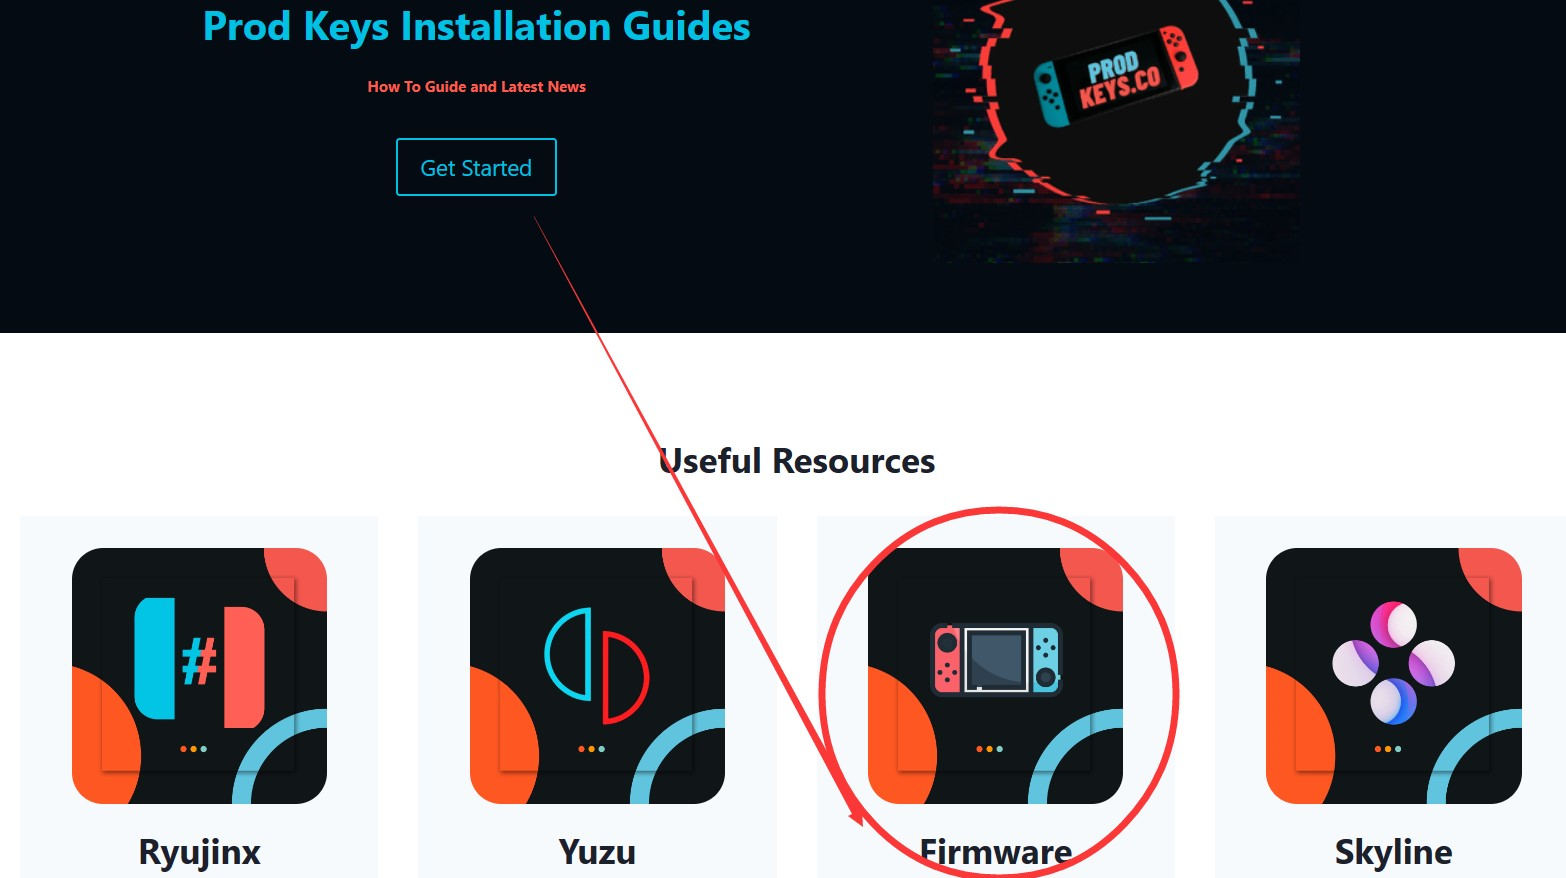 Prod Keys Installation Guides
How To Guide and Latest News
Get Started
PROD
KEYS.CO
Useful Resources
#
Ryujinx
Yuzu
Firmware
Skyline